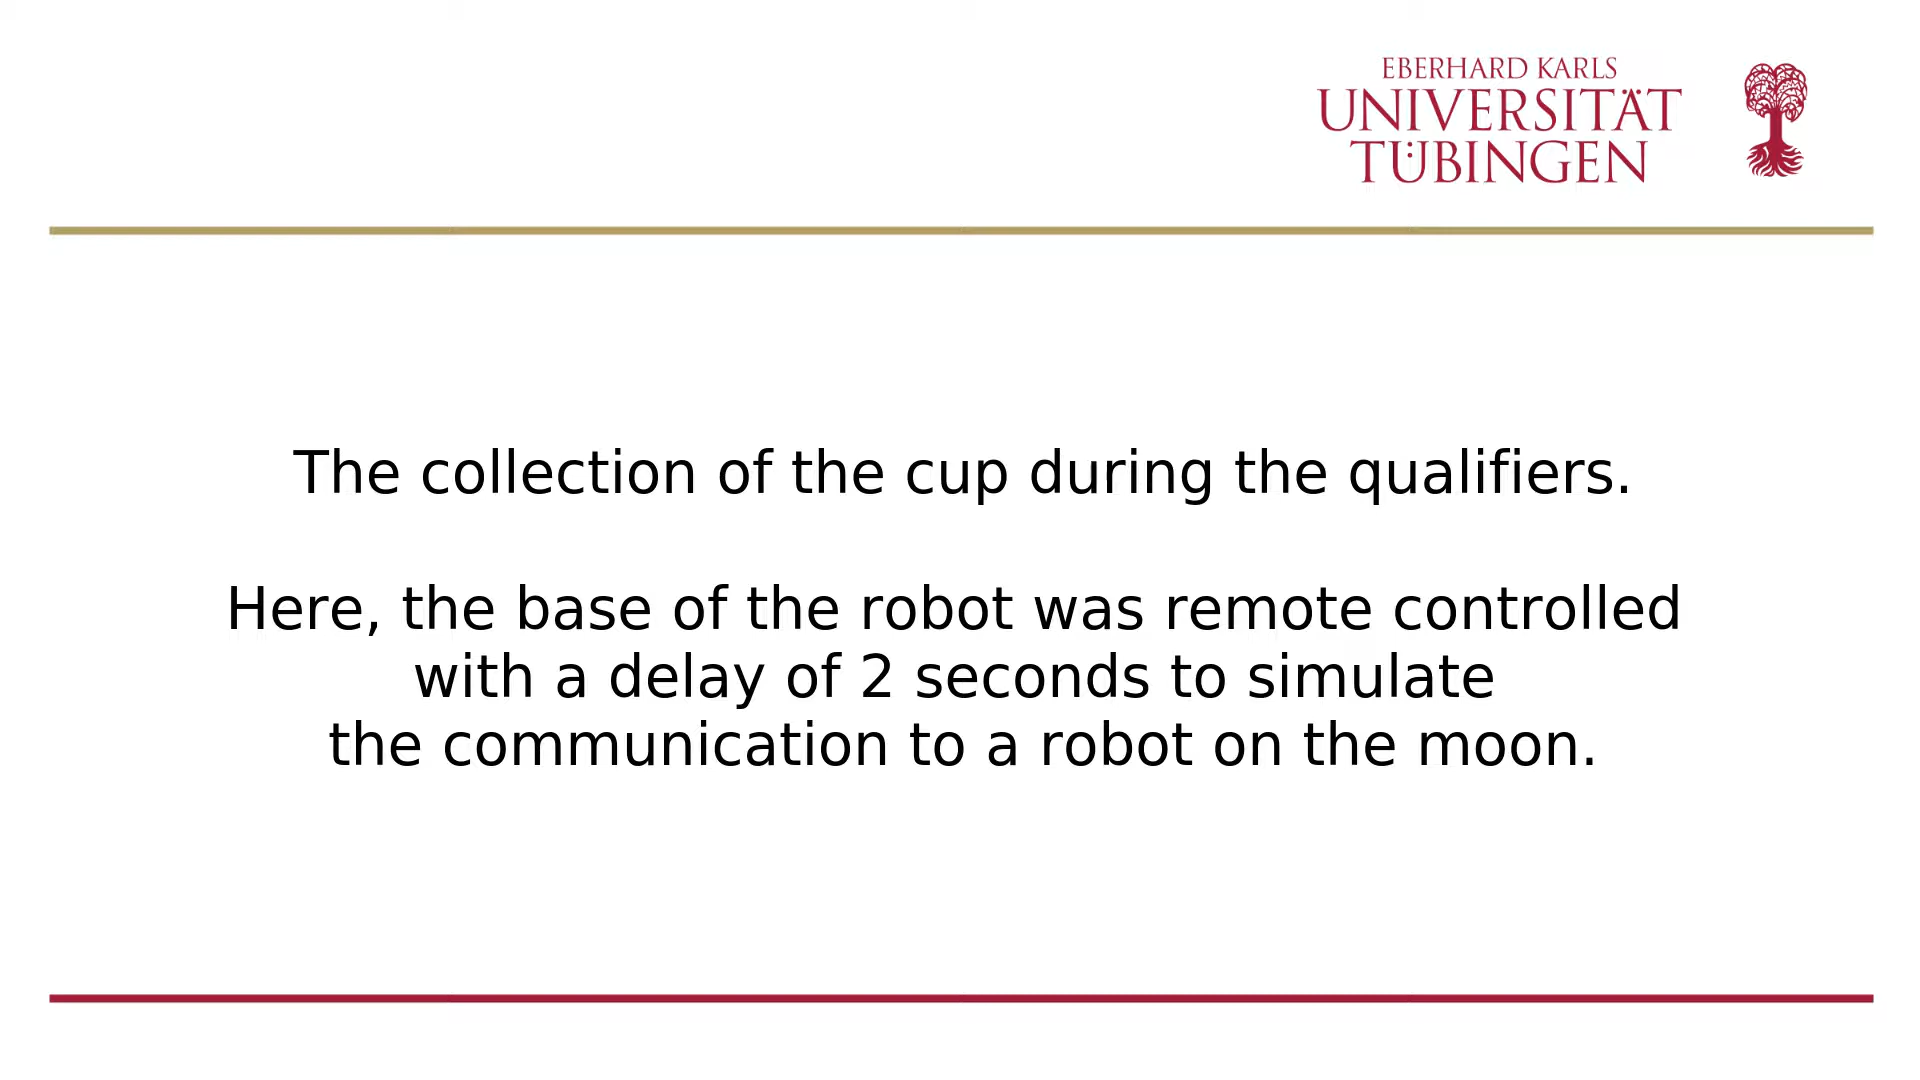 EBERHARD KARLS
UNIVERSITÄT
TÜBINGEN
The collection of the cup during the qualifiers.
Here, the base of the robot was remote controlled
with a delay of 2 seconds to simulate
the communication to a robot on the moon.